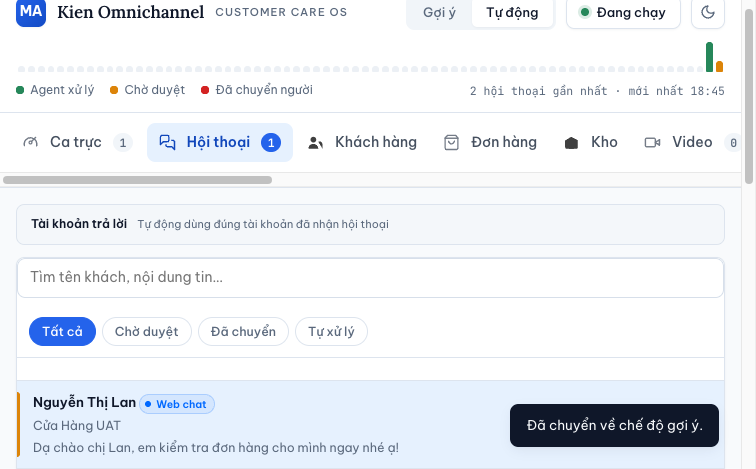 MA Kien Omnichannel CUSTOMER CARE OS Gợi ý Tự động Đang chạy
Agent xử lý Chờ duyệt Đã chuyển người 2 hội thoại gần nhất · mới nhất 18:45
Ca trực 1 Hội thoại 1 Khách hàng Đơn hàng Kho Video 0
Tài khoản trả lời Tự động dùng đúng tài khoản đã nhận hội thoại
Tìm tên khách, nội dung tin...
Tất cả Chờ duyệt Đã chuyển Tự xử lý
Nguyễn Thị Lan Web chat
Cửa Hàng UAT
Dạ chào chị Lan, em kiểm tra đơn hàng cho mình ngay nhé ạ!
Đã chuyển về chế độ gợi ý.